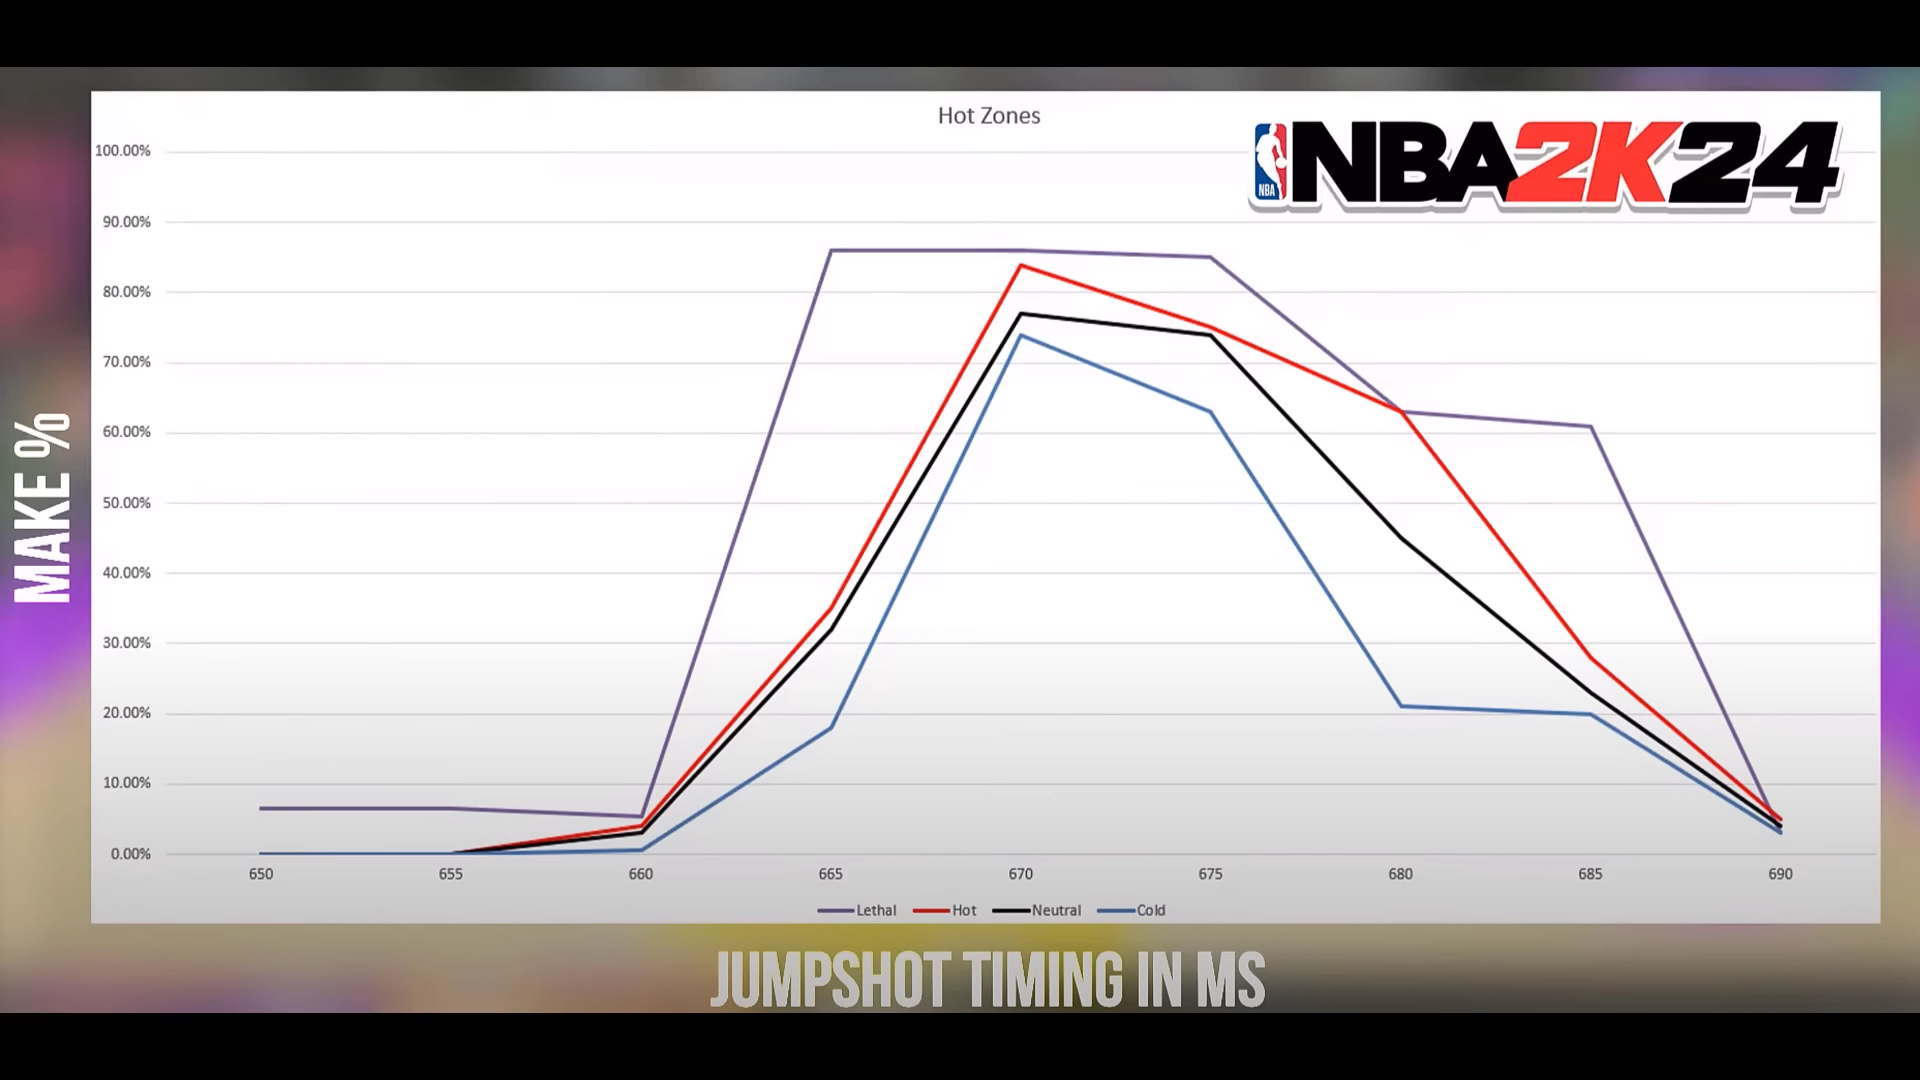 Hot Zones
NBA
NBA2K24
100.00%
90.00%
80.00%
70.00%
60.00%
50.00%
40.00%
30.00%
20.00%
10.00%
0.00%
MAKE %
650 655 660 665 670 675 680 685 690
Lethal Hot Neutral Cold
JUMPSHOT TIMING IN MS